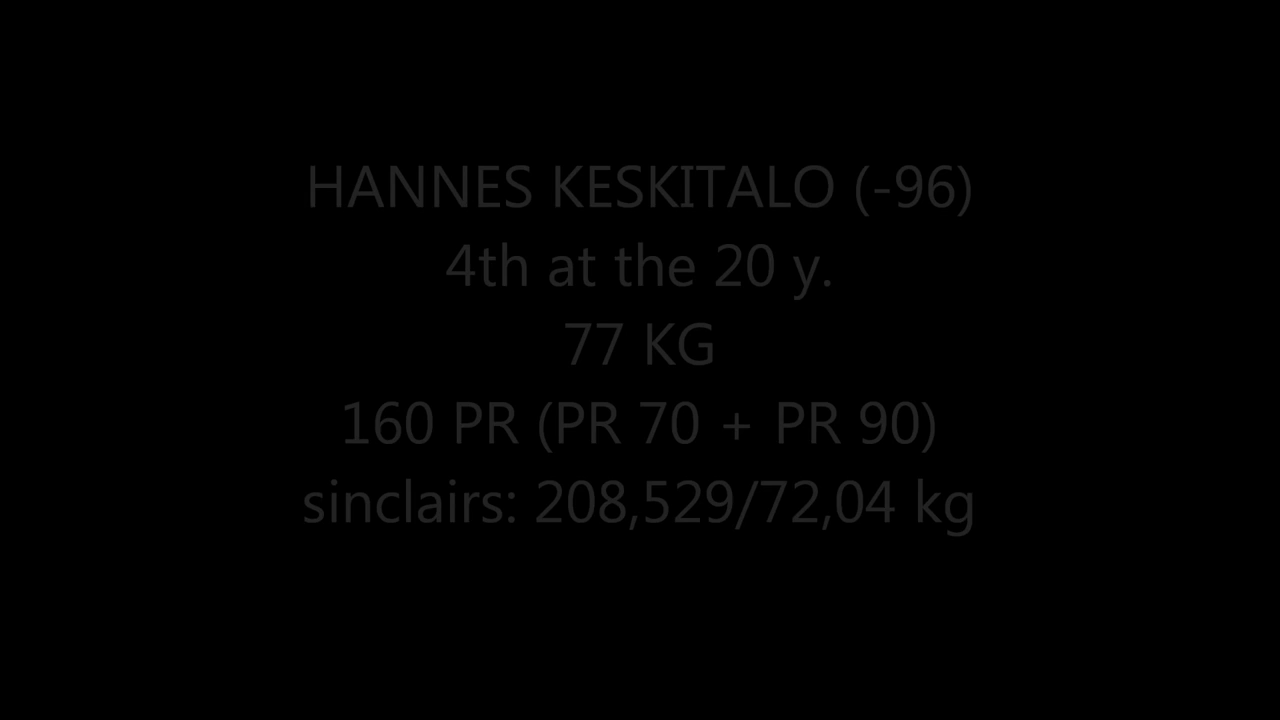 HANNES KESKITALO (-96)
4th at the 20 y.
77 KG
160 PR (PR 70 + PR 90)
sinclairs: 208,529/72,04 kg